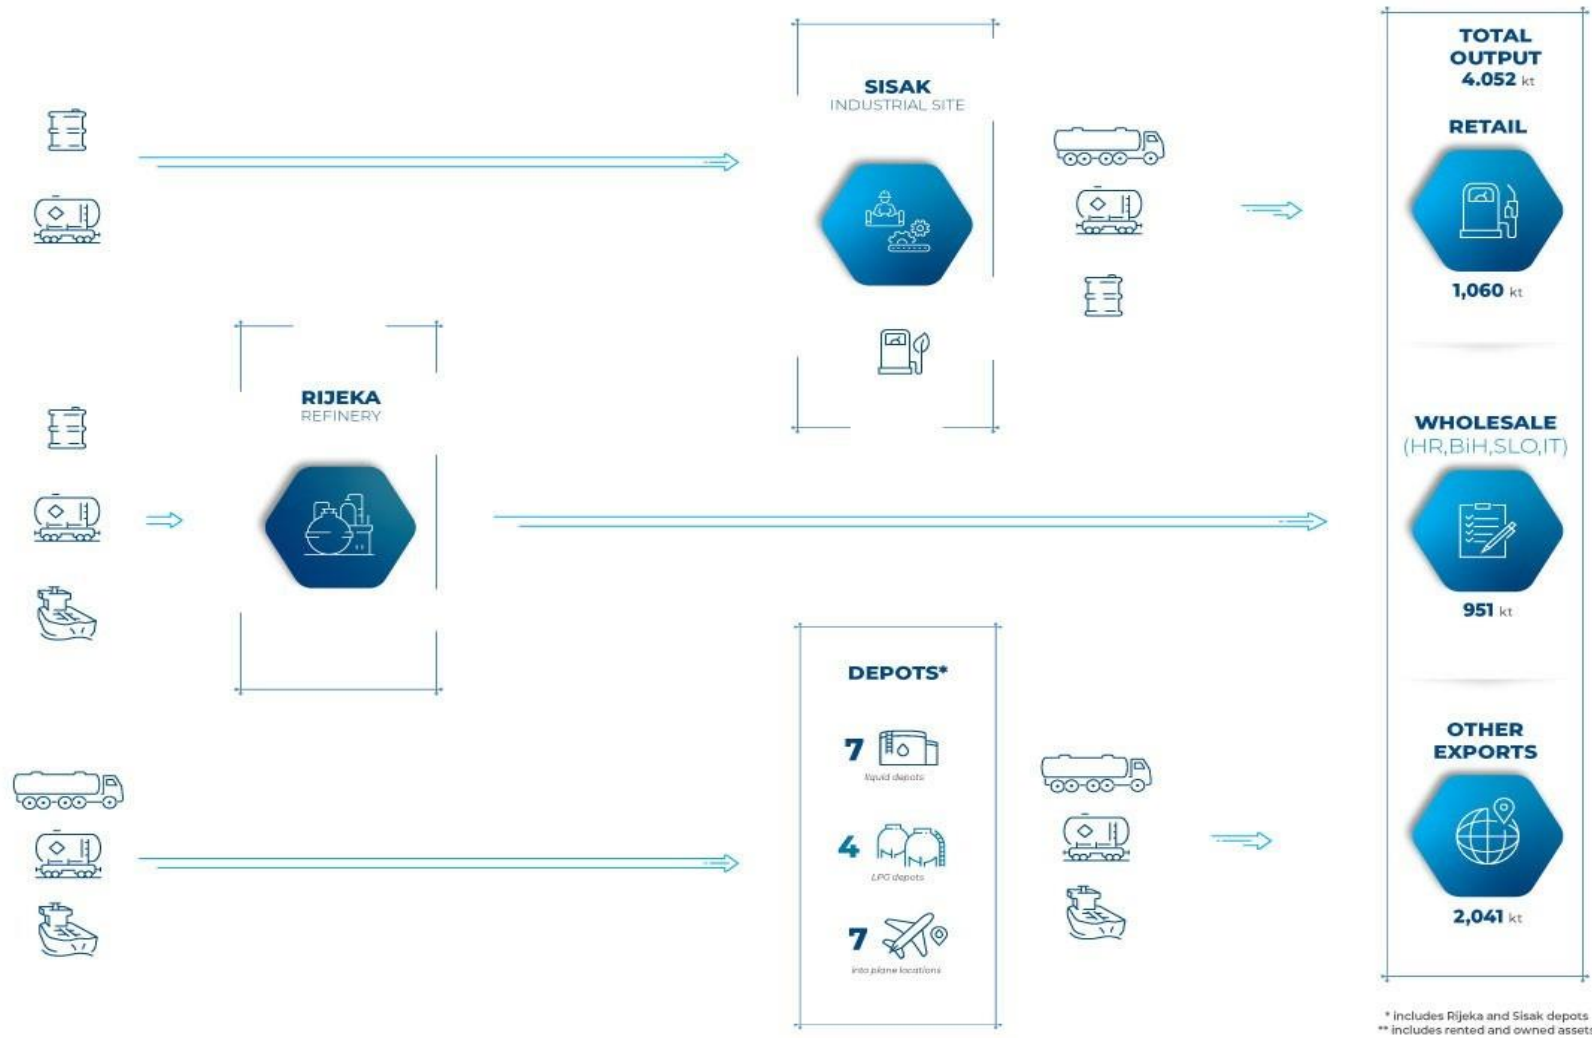 SISAK
INDUSTRIAL SITE
RIJEKA
REFINERY
DEPOTS*
7
liquid depots
4
LPG depots
7
into plane locations
TOTAL
OUTPUT
4.052 kt
RETAIL
1,060 kt
WHOLESALE
(HR,BiH,SLO,IT)
951 kt
OTHER
EXPORTS
2,041 kt
* includes Rijeka and Sisak depots
** includes rented and owned assets